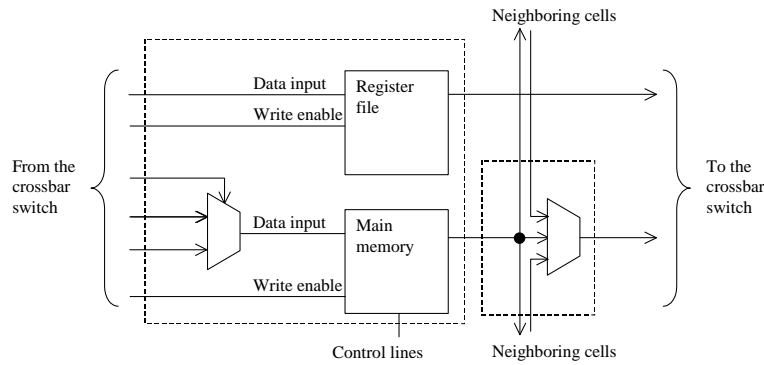 Neighboring cells
Data input
Register
file
Write enable
From the
crossbar
switch
To the
crossbar
switch
Data input
Main
memory
Write enable
Control lines
Neighboring cells